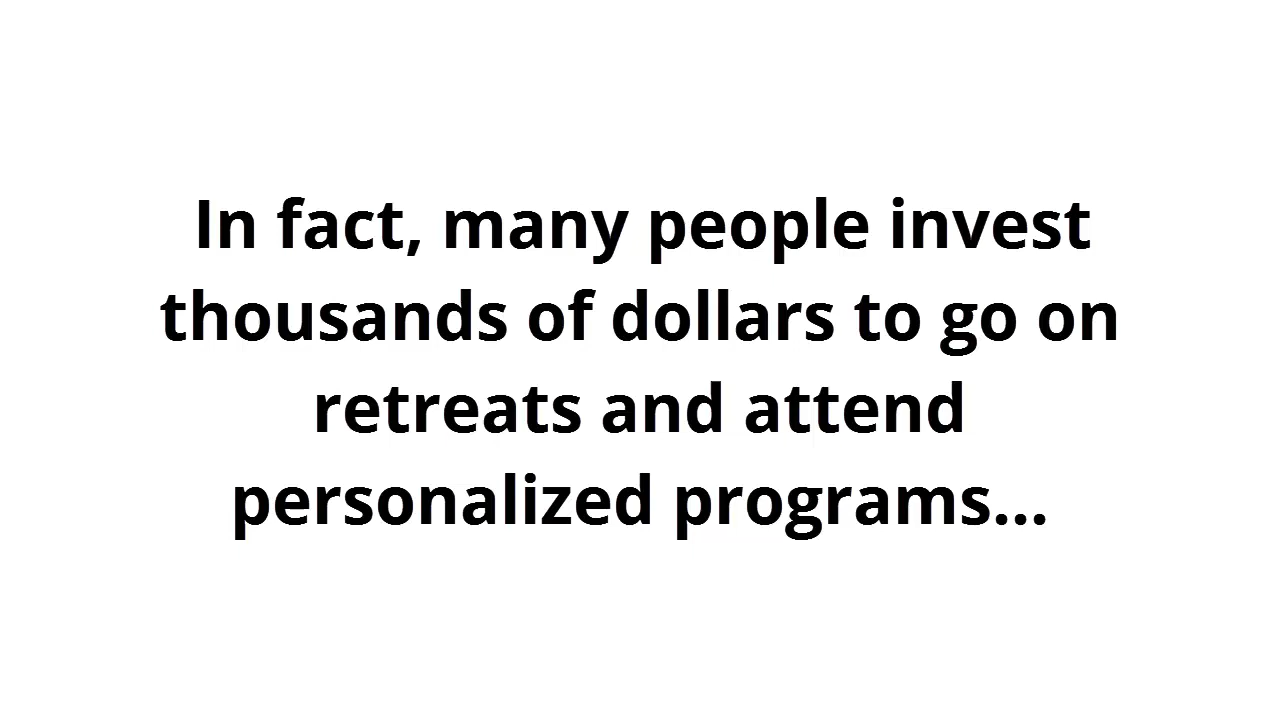 In fact, many people invest
thousands of dollars to go on
retreats and attend
personalized programs...